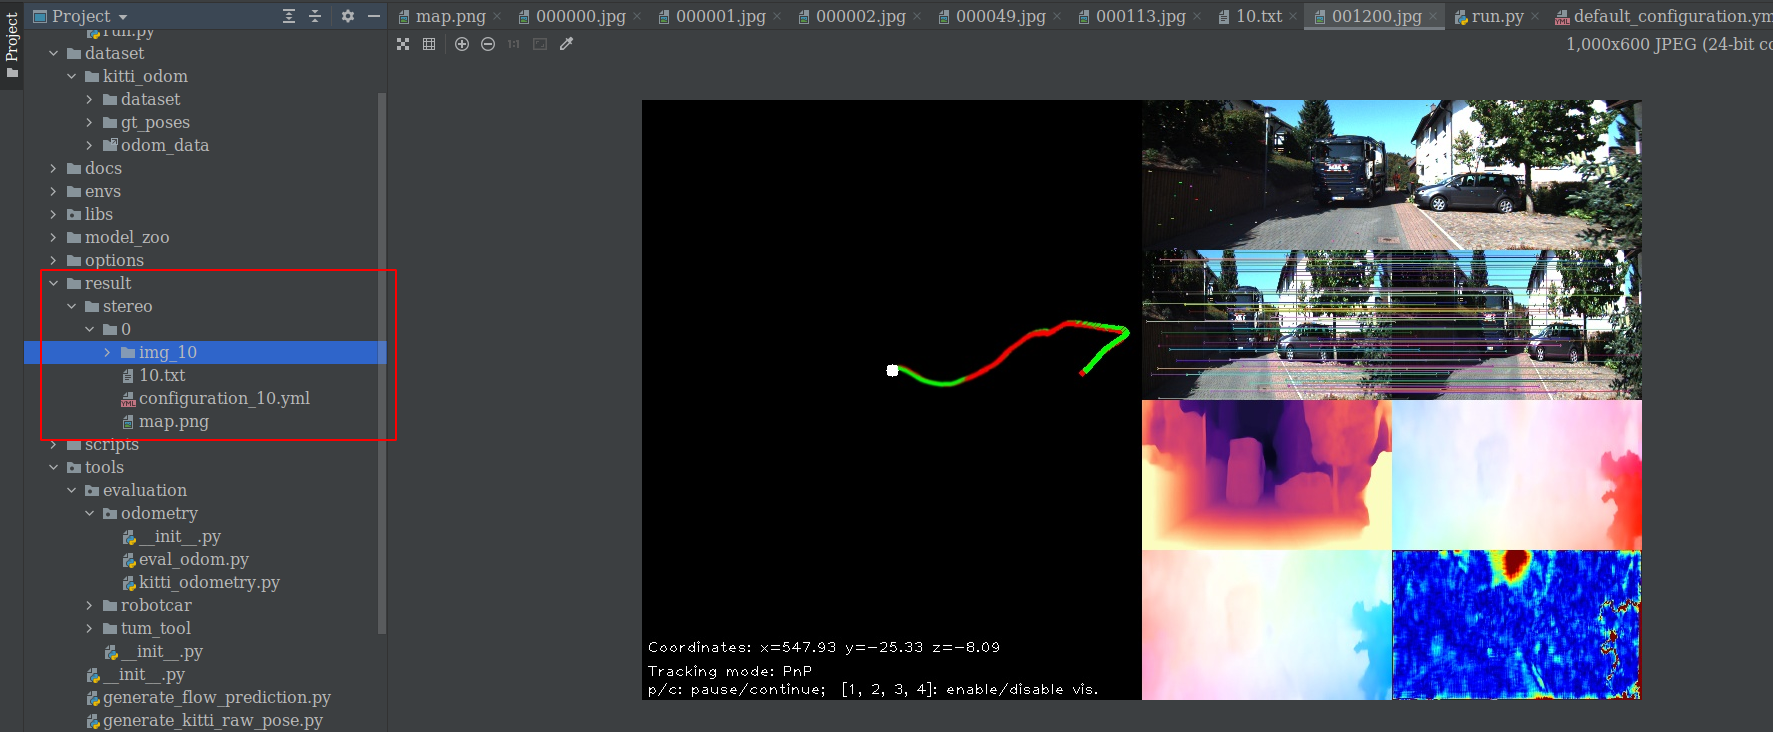 Project
Project
map.png
000000.jpg
000001.jpg
000002.jpg
000049.jpg
000113.jpg
10.txt
001200.jpg
run.py
default_configuration.ym
1:1
1,000x600 JPEG (24-bit co
run.py
dataset
kitti_odom
dataset
gt_poses
odom_data
docs
envs
libs
model_zoo
options
result
stereo
0
img_10
10.txt
configuration_10.yml
map.png
scripts
tools
evaluation
odometry
__init__.py
eval_odom.py
kitti_odometry.py
robotcar
tum_tool
__init__.py
__init__.py
generate_flow_prediction.py
generate_kitti_raw_pose.py
Coordinates: x=547.93 y=-25.33 z=-8.09
Tracking mode: PnP
p/c: pause/continue; [1, 2, 3, 4]: enable/disable vis.